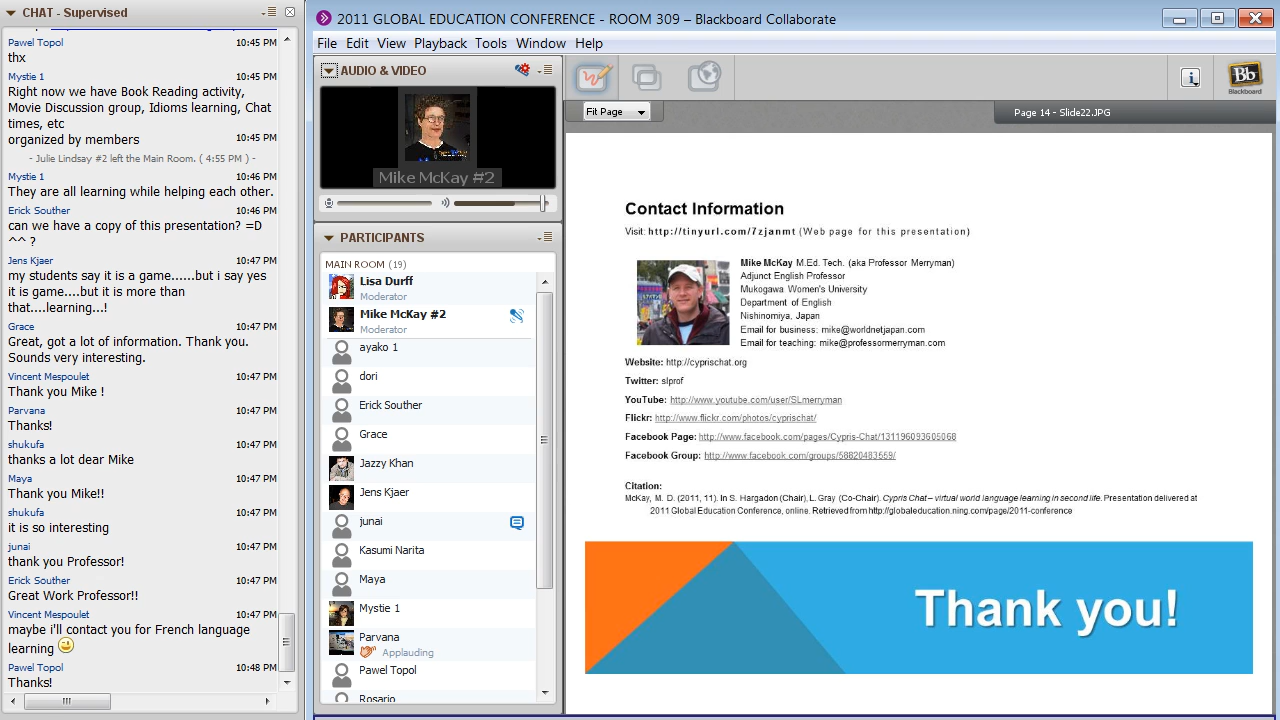 CHAT - Supervised
Pawel Topol 10:45 PM
thx
Mystie 1 10:45 PM
Right now we have Book Reading activity,
Movie Discussion group, Idioms learning, Chat
times, etc
organized by members 10:45 PM
- Julie Lindsay #2 left the Main Room. ( 4:55 PM ) -
Mystie 1 10:46 PM
They are all learning while helping each other.
Erick Souther 10:46 PM
can we have a copy of this presentation? =D
^^ ?
Jens Kjaer 10:46 PM
my students say it is a game......but i say yes
it is game....but it is more than
that....learning...!
Grace 10:47 PM
Great, got a lot of information. Thank you.
Sounds very interesting.
Vincent Mespoulet 10:47 PM
Thank you Mike !
Parvana 10:47 PM
Thanks!
shukufa 10:47 PM
thanks a lot dear Mike
Maya 10:47 PM
Thank you Mike!!
shukufa 10:47 PM
it is so interesting
junai 10:47 PM
thank you Professor!
Erick Souther 10:47 PM
Great Work Professor!!
Vincent Mespoulet 10:47 PM
maybe i'll contact you for French language
learning
Pawel Topol 10:48 PM
Thanks!
2011 GLOBAL EDUCATION CONFERENCE - ROOM 309 – Blackboard Collaborate
File Edit View Playback Tools Window Help
AUDIO & VIDEO
Mike McKay #2
PARTICIPANTS
MAIN ROOM (19)
Lisa Durff
Moderator
Mike McKay #2
Moderator
ayako 1
dori
Erick Souther
Grace
Jazzy Khan
Jens Kjaer
junai
Kasumi Narita
Maya
Mystie 1
Parvana
Applauding
Pawel Topol
Rosario
Bb
Blackboard
Fit Page
Page 14 - Slide22.JPG
Contact Information
Visit: http://tinyurl.com/7zjanmt (Web page for this presentation)
Mike McKay M.Ed. Tech. (aka Professor Merryman)
Adjunct English Professor
Mukogawa Women's University
Department of English
Nishinomiya, Japan
Email for business: mike@worldnetjapan.com
Email for teaching: mike@professormerryman.com
Website: http://cyprischat.org
Twitter: slprof
YouTube: http://www.youtube.com/user/SLmerryman
Flickr: http://www.flickr.com/photos/cyprischat/
Facebook Page: http://www.facebook.com/pages/Cypris-Chat/131196093605068
Facebook Group: http://www.facebook.com/groups/58820483559/
Citation:
McKay, M. D. (2011, 11). In S. Hargadon (Chair), L. Gray (Co-Chair). Cypris Chat – virtual world language learning in second life. Presentation delivered at
2011 Global Education Conference, online. Retrieved from http://globaleducation.ning.com/page/2011-conference
Thank you!